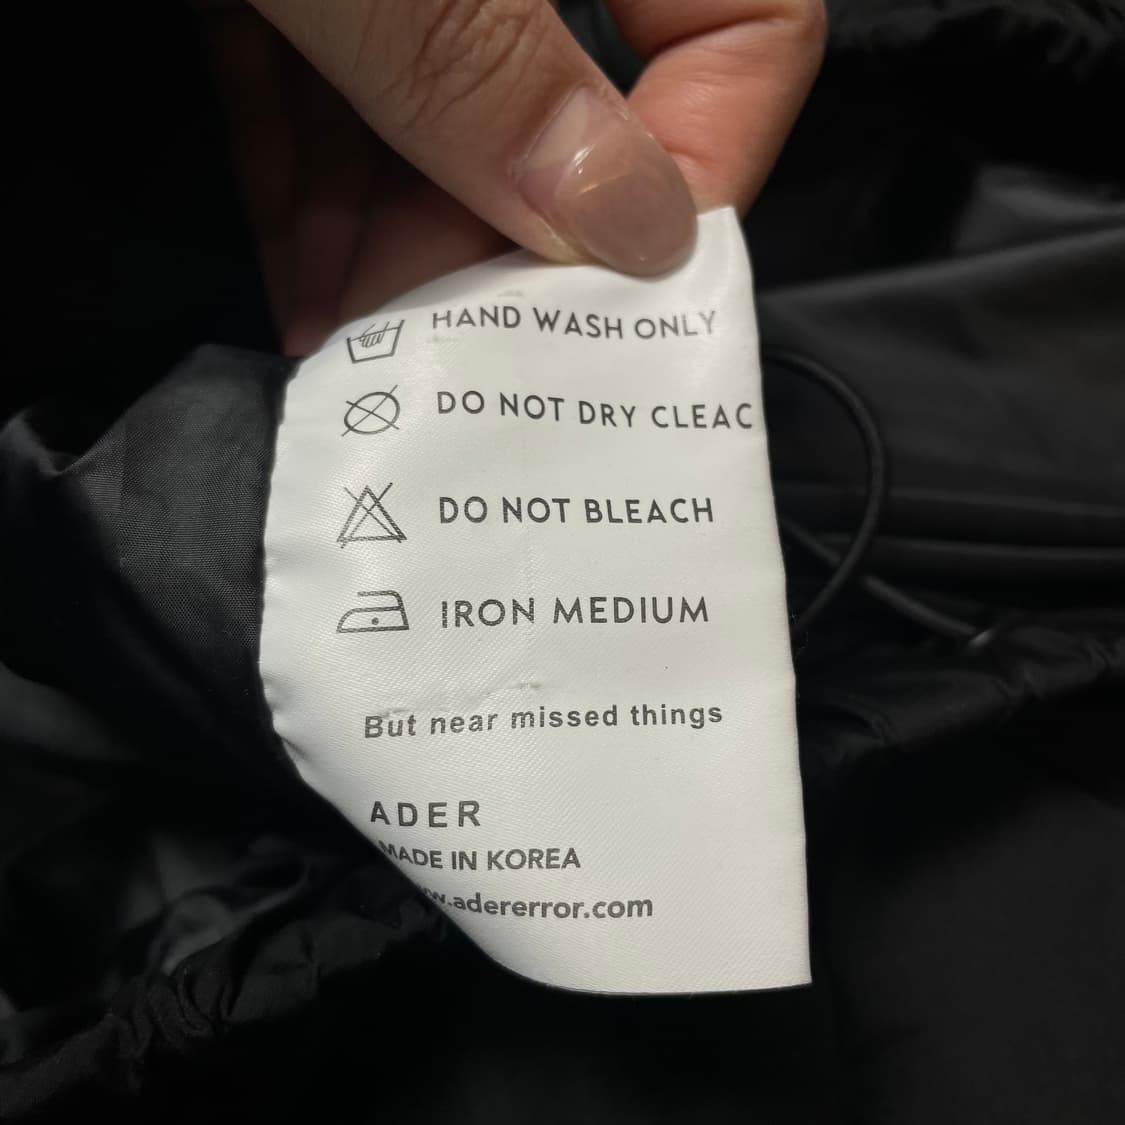 HAND WASH ONLY
DO NOT DRY CLEAC
DO NOT BLEACH
IRON MEDIUM
But near missed things
ADER
MADE IN KOREA
w.adererror.com